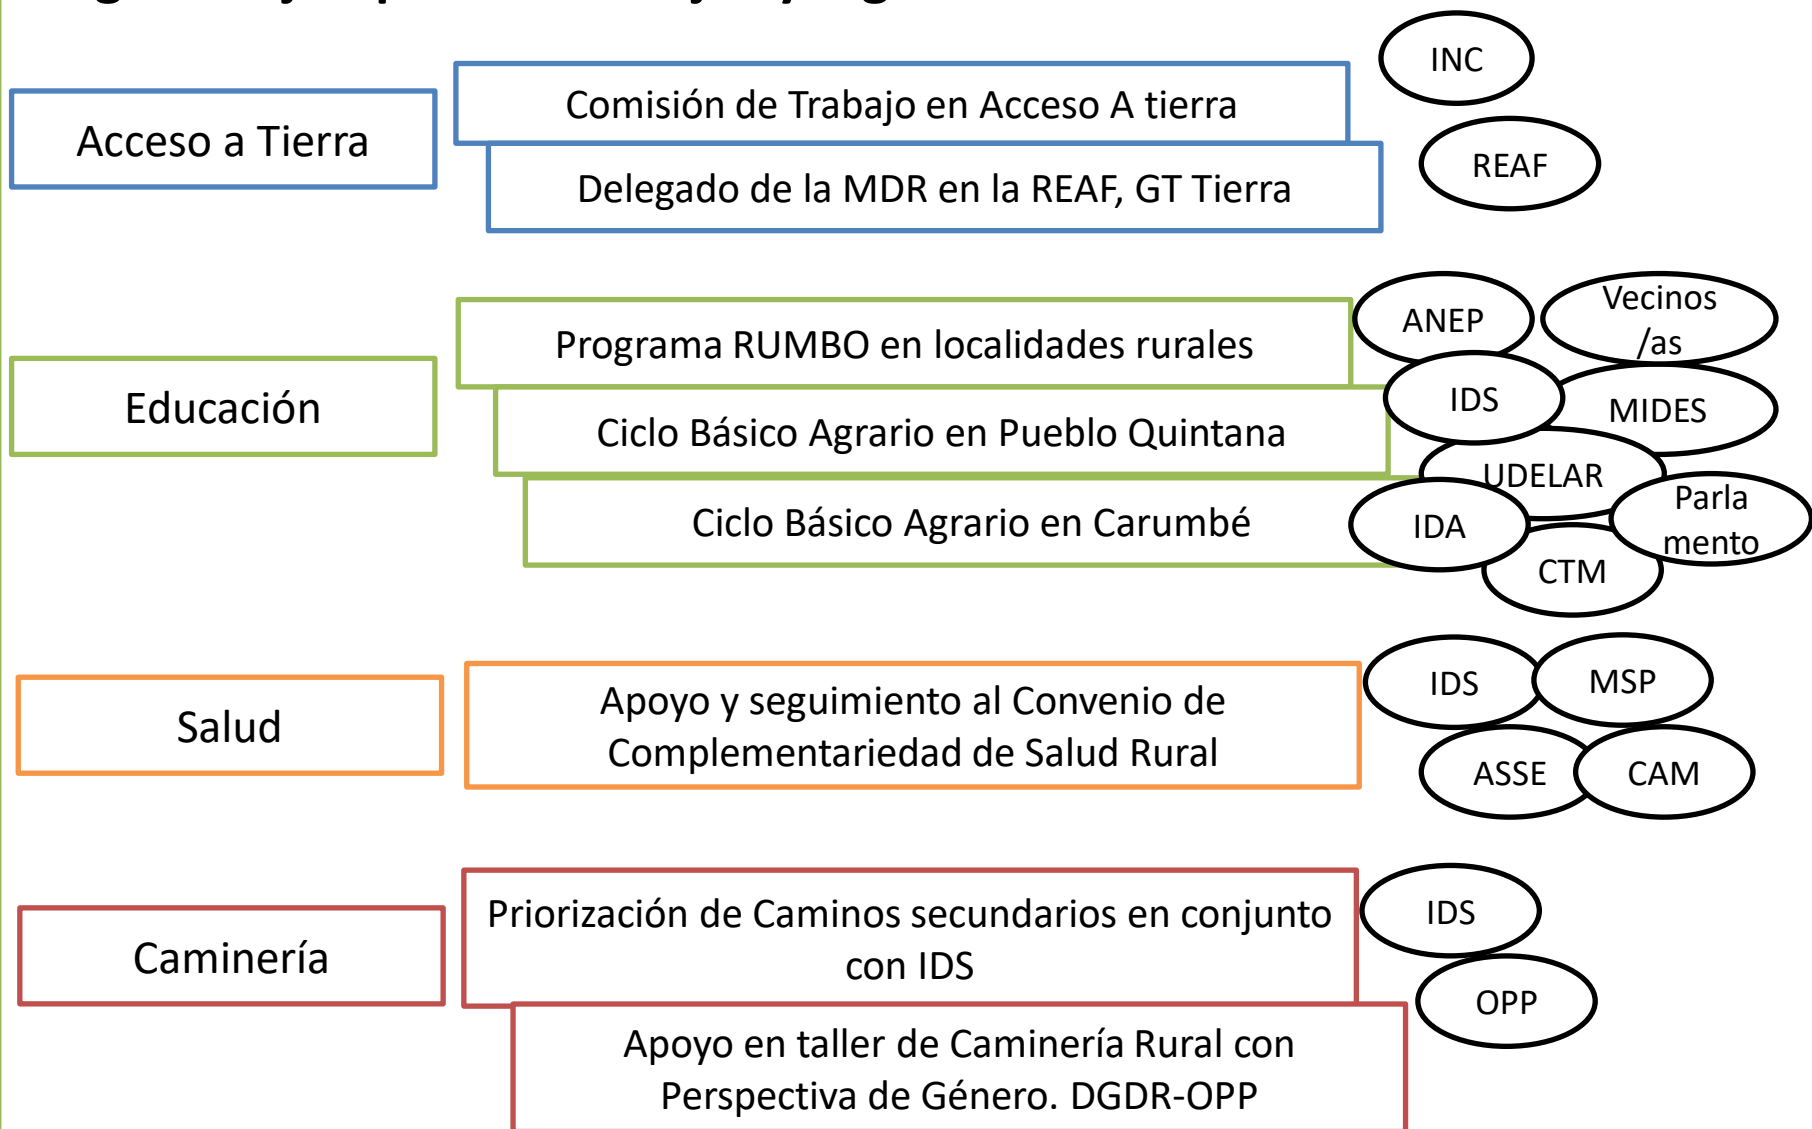 Acceso a Tierra
Comisión de Trabajo en Acceso A tierra
Delegado de la MDR en la REAF, GT Tierra
INC
REAF
Educación
Programa RUMBO en localidades rurales
Ciclo Básico Agrario en Pueblo Quintana
Ciclo Básico Agrario en Carumbé
ANEP
Vecinos
/as
IDS
MIDES
UDELAR
Parla
mento
IDA
CTM
Salud
Apoyo y seguimiento al Convenio de
Complementariedad de Salud Rural
IDS
MSP
ASSE
CAM
Caminería
Priorización de Caminos secundarios en conjunto
con IDS
Apoyo en taller de Caminería Rural con
Perspectiva de Género. DGDR-OPP
IDS
OPP